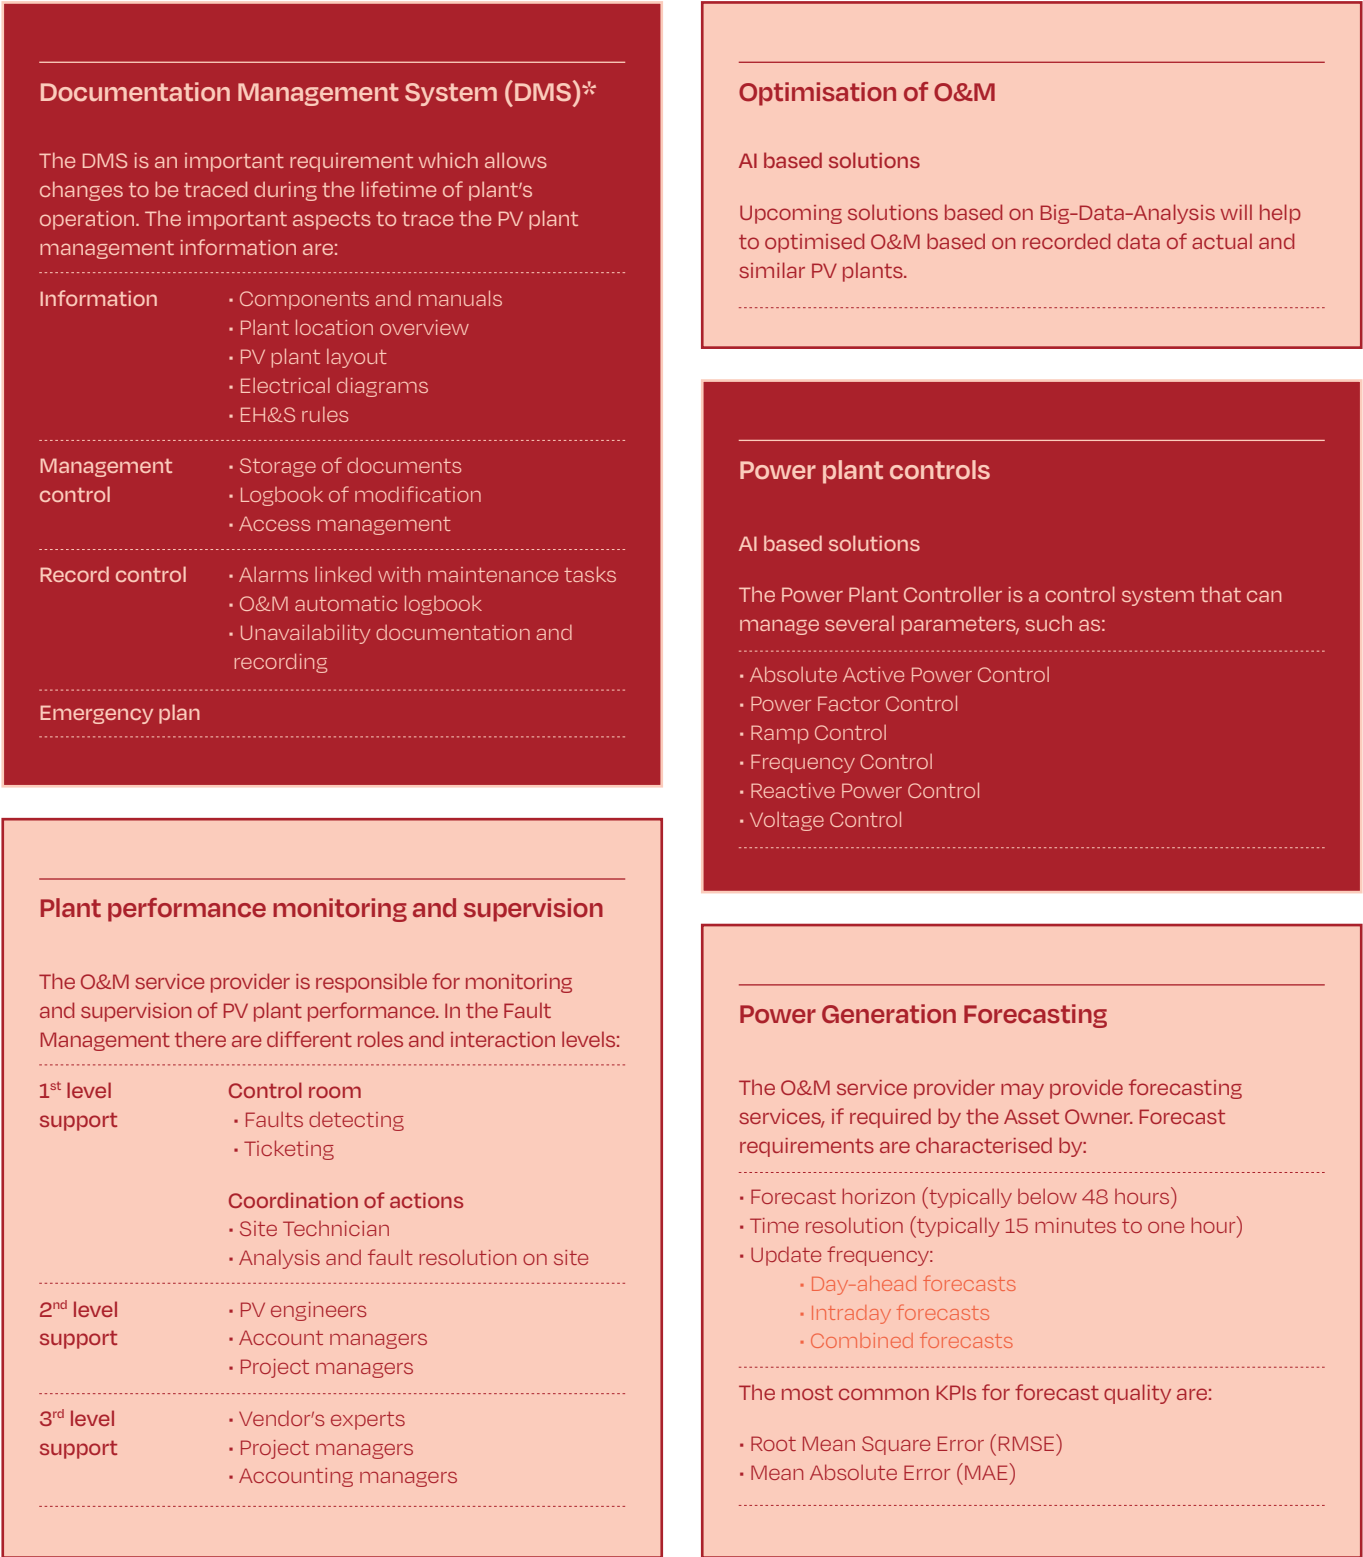 Documentation Management System (DMS)*
The DMS is an important requirement which allows
changes to be traced during the lifetime of plant's
operation. The important aspects to trace the PV plant
management information are:
Information
• Components and manuals
• Plant location overview
• PV plant layout
• Electrical diagrams
• EH&S rules
Management
control
• Storage of documents
• Logbook of modification
• Access management
Record control
• Alarms linked with maintenance tasks
• O&M automatic logbook
• Unavailability documentation and
recording
Emergency plan
Plant performance monitoring and supervision
The O&M service provider is responsible for monitoring
and supervision of PV plant performance. In the Fault
Management there are different roles and interaction levels:
1st level
support
Control room
• Faults detecting
• Ticketing
Coordination of actions
• Site Technician
• Analysis and fault resolution on site
2nd level
support
• PV engineers
• Account managers
• Project managers
3rd level
support
• Vendor's experts
• Project managers
• Accounting managers
Optimisation of O&M
AI based solutions
Upcoming solutions based on Big-Data-Analysis will help
to optimised O&M based on recorded data of actual and
similar PV plants.
Power plant controls
AI based solutions
The Power Plant Controller is a control system that can
manage several parameters, such as:
• Absolute Active Power Control
• Power Factor Control
• Ramp Control
• Frequency Control
• Reactive Power Control
• Voltage Control
Power Generation Forecasting
The O&M service provider may provide forecasting
services, if required by the Asset Owner. Forecast
requirements are characterised by:
• Forecast horizon (typically below 48 hours)
• Time resolution (typically 15 minutes to one hour)
• Update frequency:
• Day-ahead forecasts
• Intraday forecasts
• Combined forecasts
The most common KPIs for forecast quality are:
• Root Mean Square Error (RMSE)
• Mean Absolute Error (MAE)